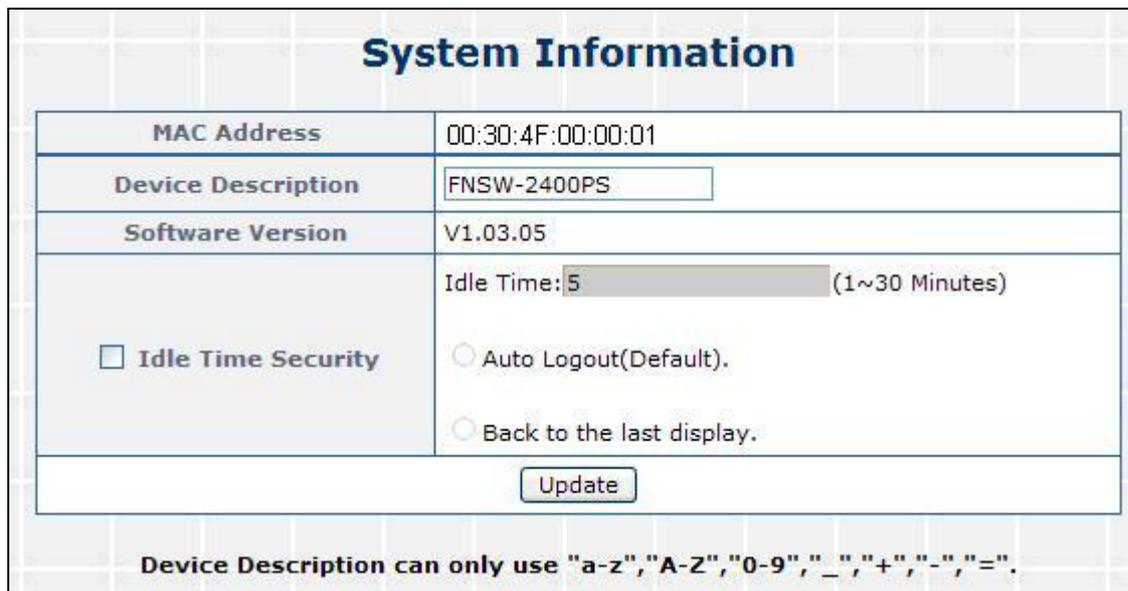 System Information
MAC Address 00:30:4F:00:00:01
Device Description FNSW-2400PS
Software Version V1.03.05
Idle Time Security
Idle Time: 5 (1~30 Minutes)
Auto Logout(Default).
Back to the last display.
Update
Device Description can only use "a-z","A-Z","0-9","_","+","-","=".